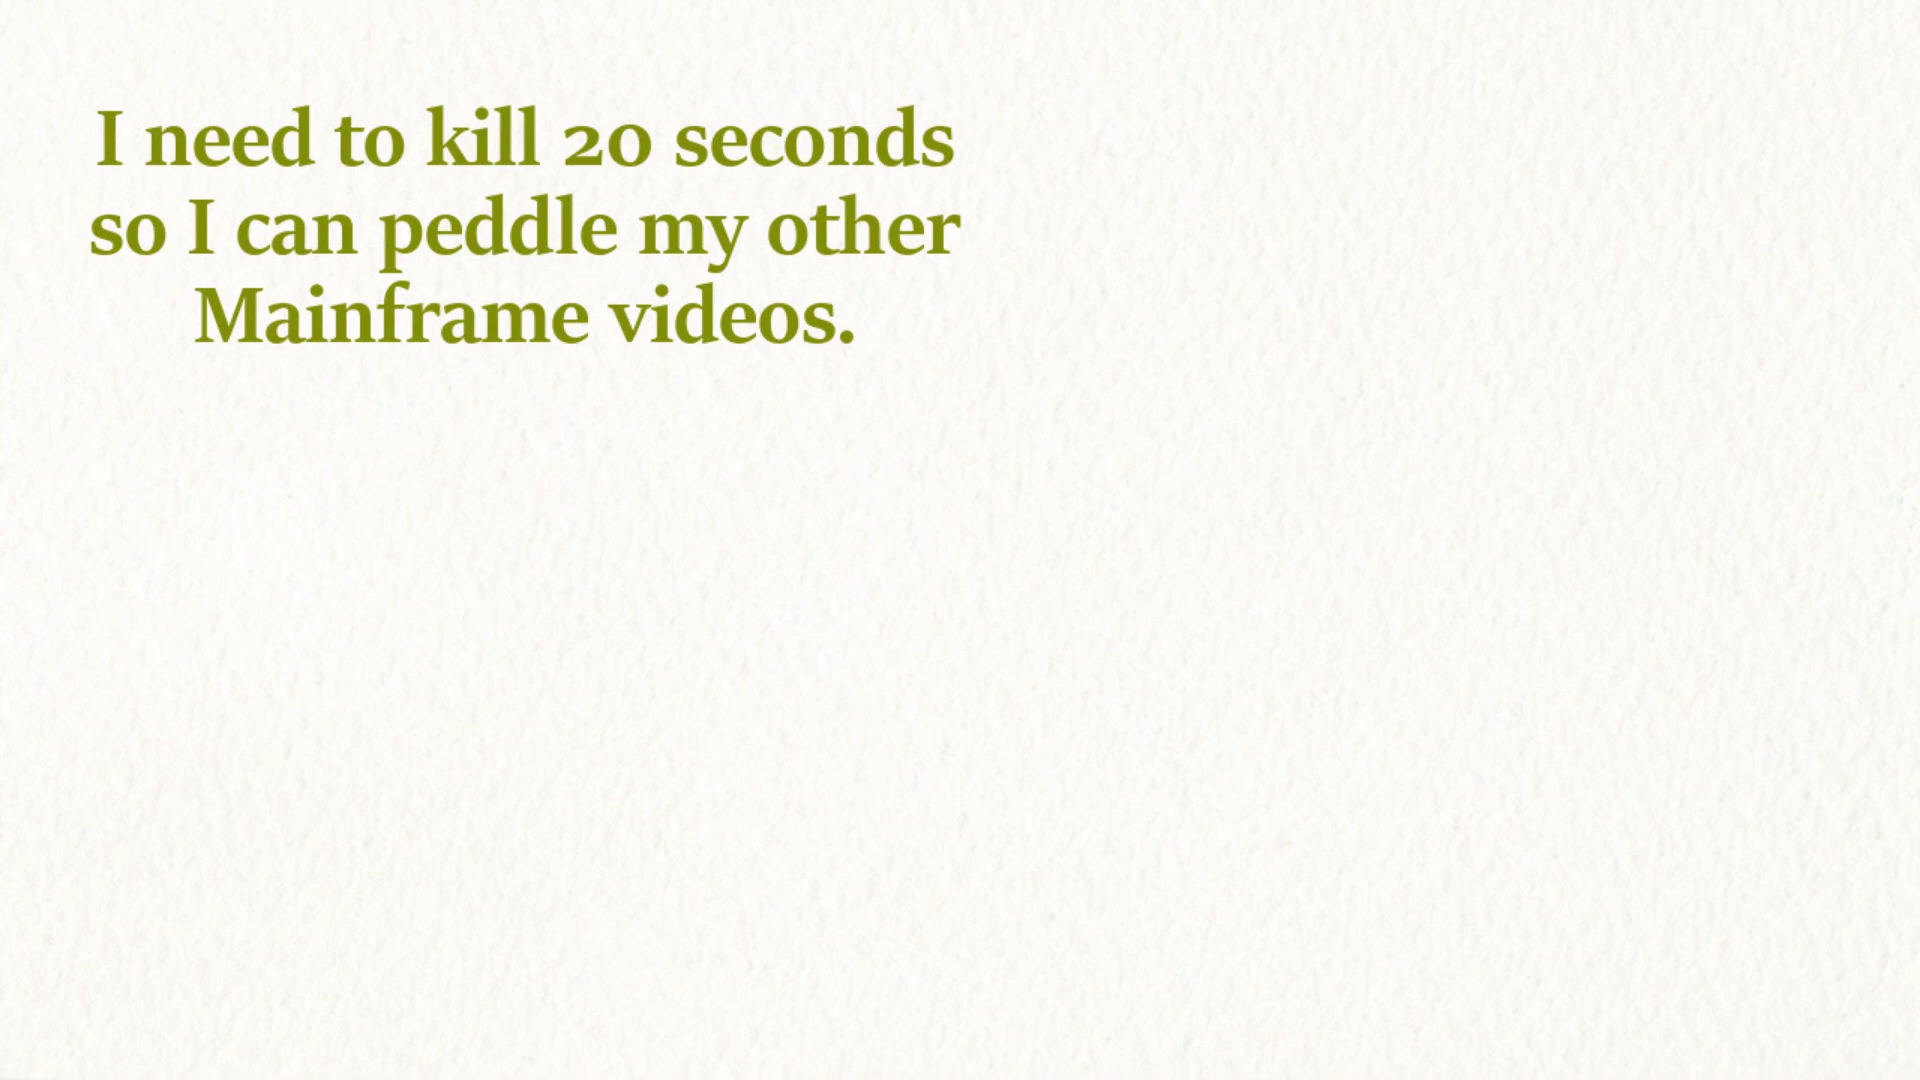 I need to kill 20 seconds
so I can peddle my other
Mainframe videos.